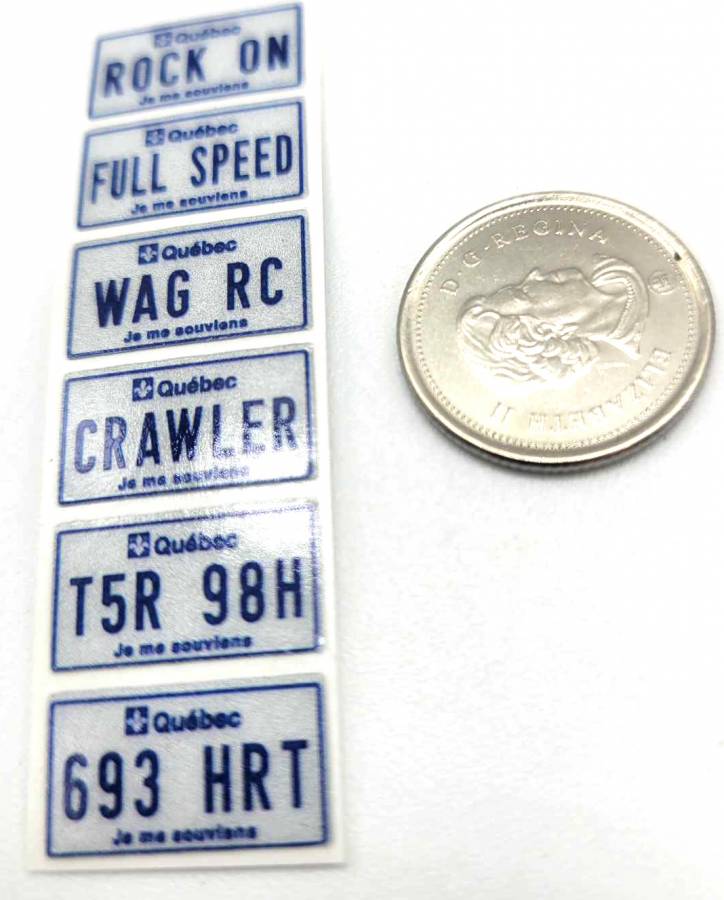 Québec
ROCK ON
Je me souviens
Québec
FULL SPEED
Je me souviens
Québec
WAG RC
Je me souviens
Québec
CRAWLER
Je me souviens
Québec
T5R 98H
Je me souviens
Québec
693 HRT
Je me souviens
ELIZABETH II
D·G·REGINA